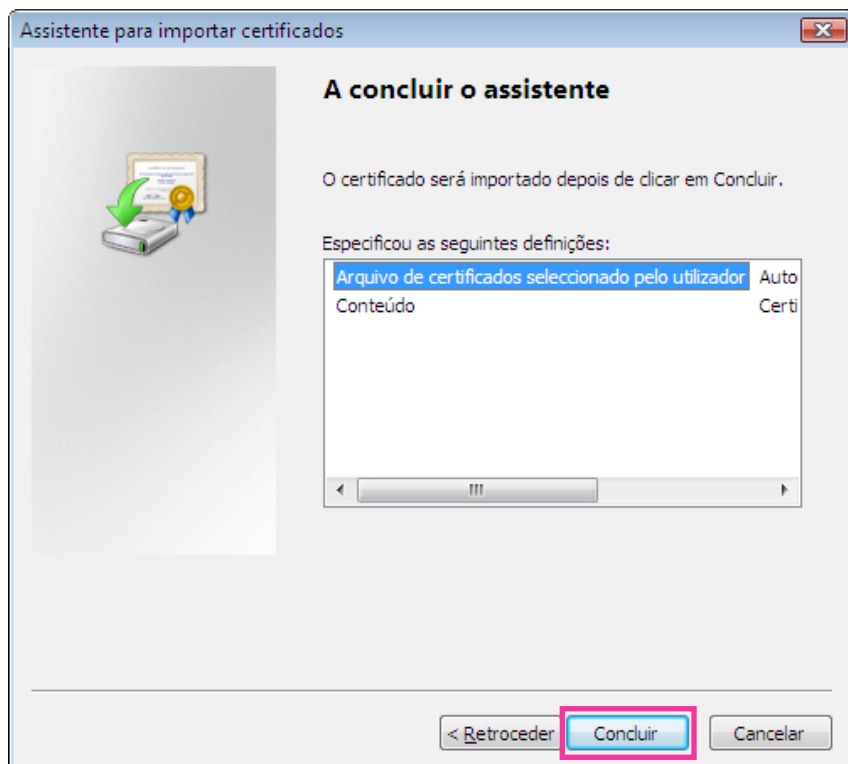 Assistente para importar certificados
A concluir o assistente
O certificado será importado depois de clicar em Concluir.
Especificou as seguintes definições:
Arquivo de certificados seleccionado pelo utilizador Auto
Conteúdo Certi
< Retroceder Concluir Cancelar